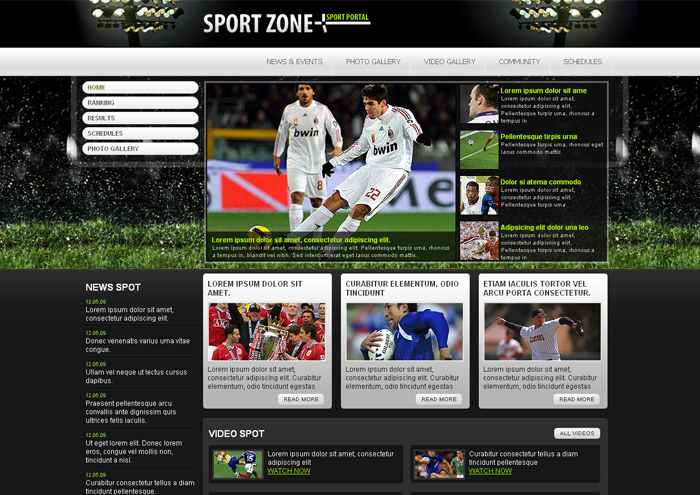 SPORT ZONE
SPORT PORTAL
NEWS & EVENTS
PHOTO GALLERY
VIDEO GALLERY
COMMUNITY
SCHEDULES
HOME
RANKING
RESULTS
SCHEDULES
PHOTO GALLERY
bwin
8
bwin
22
Lorem ipsum dolor sit amet, consectetur adipiscing elit.
Lorem ipsum dolor sit amet, consectetur adipiscing elit. Pellentesque turpis urna, rhoncus a
tempus in, blandit vel nibh. Sed interdum erat eget quam commodo mattis.
Lorem ipsum dolor sit ame
Lorem ipsum dolor sit amet,
consectetur adipiscing elit.
Pellentesque turpis urna, rhoncus a
tempus in
Pellentesque tirpis urna
Pellentesque turpis urna, rhoncus eget
lacus commodo mattis.
Dolor si aterna commodo
Lorem ipsum dolor sit amet,
consectetur adipiscing elit.
Pellentesque turpis urna
Adipiscing elit dolor una leo
Lorem ipsum dolor sit amet,
consectetur adipiscing elit.
Pellentesque turpis urna, rhoncus a
tempus in
NEWS SPOT
12.05.09
Lorem ipsum dolor sit amet,
consectetur adipiscing elit.
12.05.09
Donec venenatis varius urna vitae
congue.
12.05.09
Ullam vel neque ut lectus cursus
dapibus.
12.05.09
Praesent pellentesque arcu
convallis ante dignissim quis
ultrices felis iaculis.
12.05.09
Ut eget lorem elit. Donec lorem
eros, congue vel mollis non,
tincidunt a nisl.
12.05.09
Curabitur consectetur tellus a diam
tincidunt pellentesque.
LOREM IPSUM DOLOR SIT
AMET.
Lorem ipsum dolor sit amet,
consectetur adipiscing elit. Curabitur
elementum, odio tincidunt egestas
READ MORE
CURABITUR ELEMENTUM, ODIO
TINCIDUNT
Lorem ipsum dolor sit amet,
consectetur adipiscing elit. Curabitur
elementum, odio tincidunt egestas
READ MORE
ETIAM IACULIS TORTOR VEL
ARCU PORTA CONSECTETUR.
Lorem ipsum dolor sit amet,
consectetur adipiscing elit. Curabitur
elementum, odio tincidunt egestas
READ MORE
VIDEO SPOT
ALL VIDEOS
Lorem ipsum dolor sit amet, consectetur
adipiscing elit
WATCH NOW
Curabitur consectetur tellus a diam
tincidunt pellentesque
WATCH NOW